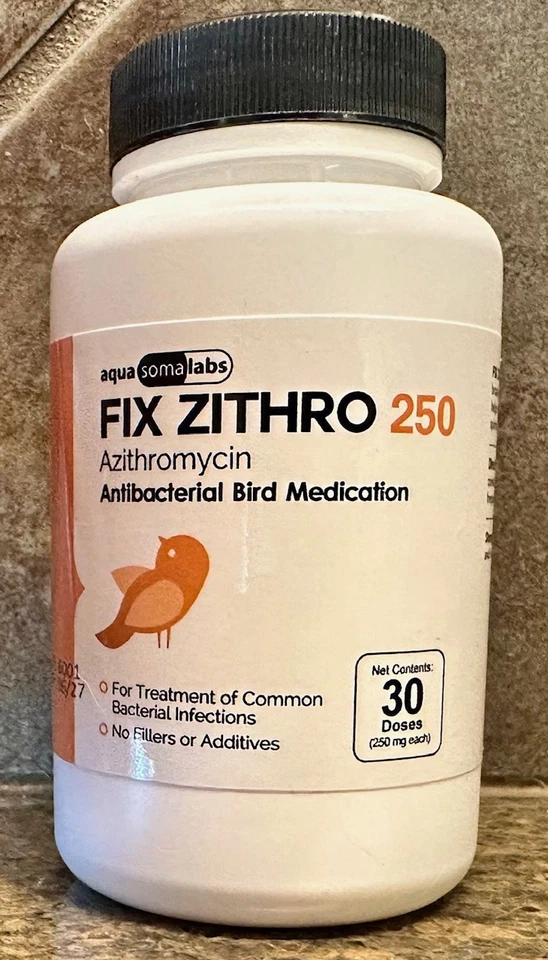 aqua soma labs
FIX ZITHRO 250
Azithromycin
Antibacterial Bird Medication
For Treatment of Common
Bacterial Infections
No Fillers or Additives
Net Contents:
30
Doses
(250 mg each)